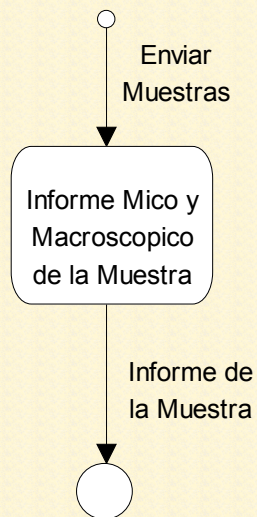 Enviar
Muestras
Informe Mico y
Macroscopico
de la Muestra
Informe de
la Muestra